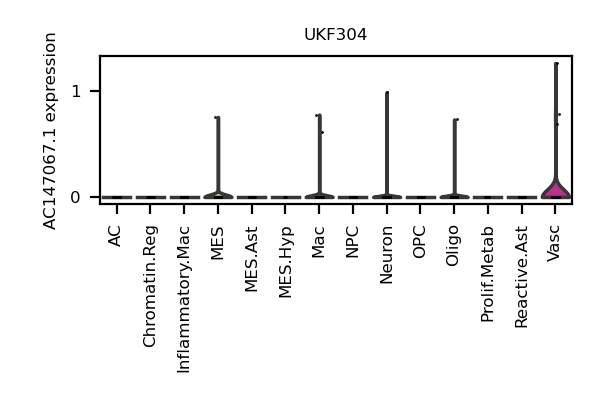 UKF304
AC147067.1 expression
1
0
AC
Chromatin.Reg
Inflammatory.Mac
MES
MES.Ast
MES.Hyp
Mac
NPC
Neuron
OPC
Oligo
Prolif.Metab
Reactive.Ast
Vasc